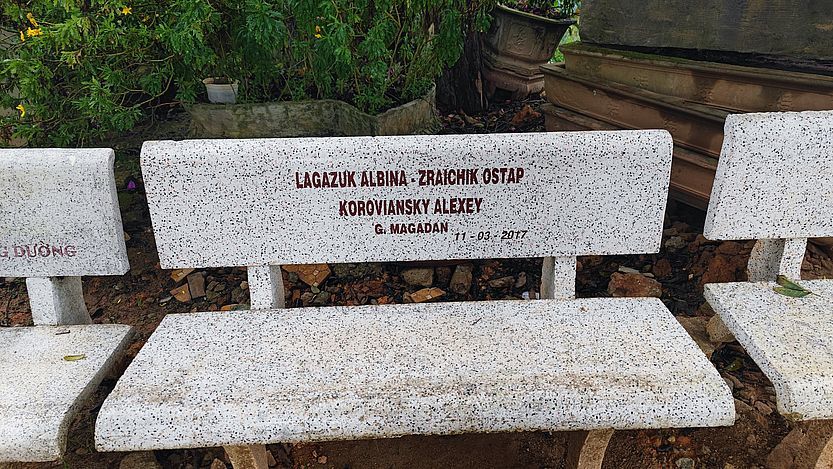 G DƯỜNG
LAGAZUK ALBINA - ZRAICHIK OSTAP
KOROVIANSKY ALEXEY
G. MAGADAN 11-03-2017